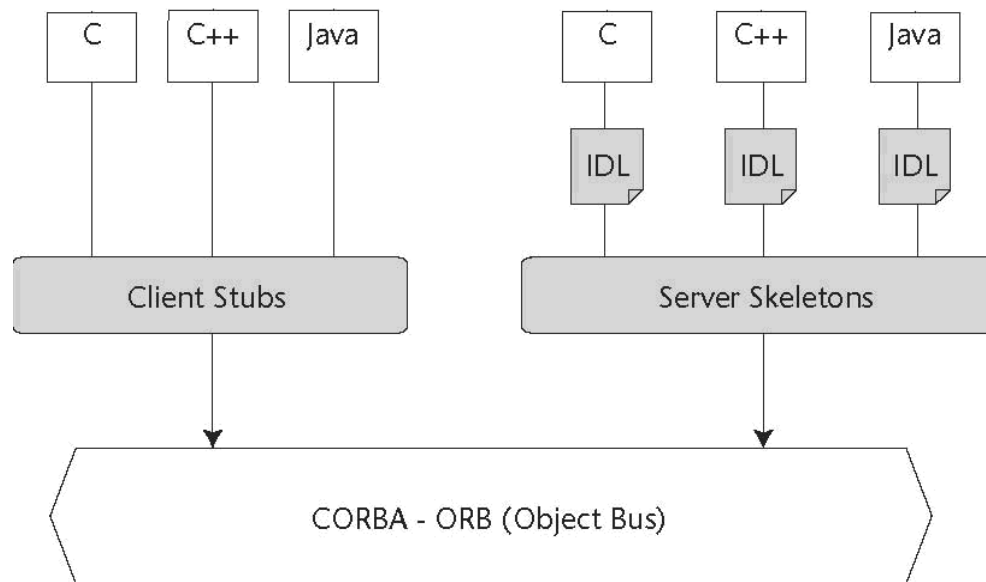 C
C++
Java
C
C++
Java
IDL
IDL
IDL
Client Stubs
Server Skeletons
CORBA - ORB (Object Bus)